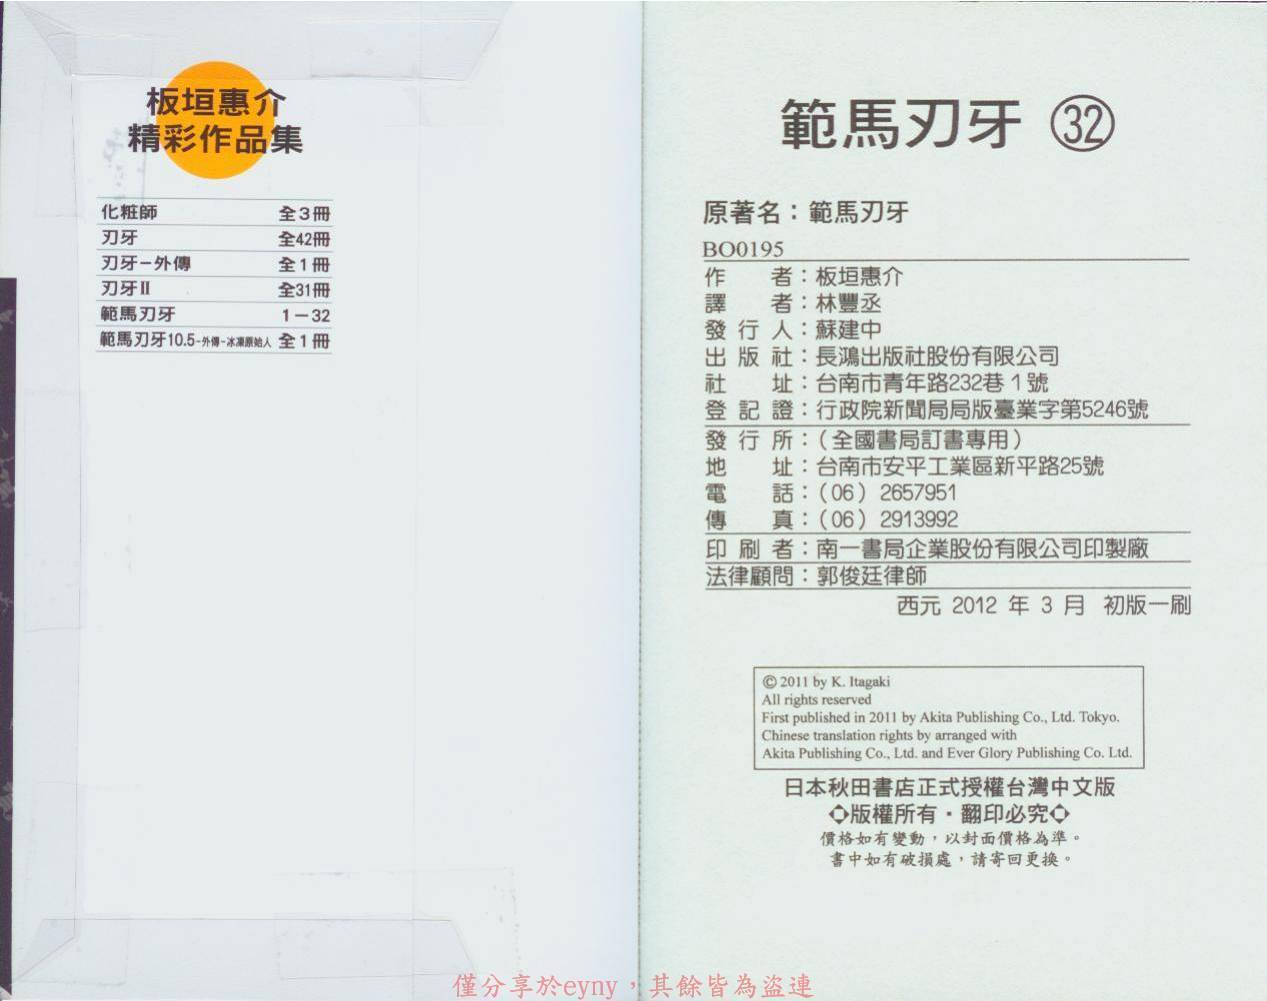 板垣惠介
精彩作品集
化粧師 全3冊
刃牙 全42冊
刃牙-外傳 全1冊
刃牙II 全31冊
範馬刃牙 1-32
範馬刃牙10.5-外傳-冰凍原始人 全1冊
範馬刃牙 ㉜
原著名：範馬刃牙
BO0195
作者：板垣惠介
譯者：林豐丞
發行人：蘇建中
出版社：長鴻出版社股份有限公司
社址：台南市青年路232巷1號
登記證：行政院新聞局局版臺業字第5246號
發行所：(全國書局訂書專用)
地址：台南市安平工業區新平路25號
電話：(06) 2657951
傳真：(06) 2913992
印刷者：南一書局企業股份有限公司印製廠
法律顧問：郭俊廷律師
西元 2012 年 3 月 初版一刷
© 2011 by K. Itagaki
All rights reserved
First published in 2011 by Akita Publishing Co., Ltd. Tokyo.
Chinese translation rights by arranged with
Akita Publishing Co., Ltd. and Ever Glory Publishing Co. Ltd.
日本秋田書店正式授權台灣中文版
◇版權所有·翻印必究◇
價格如有變動，以封面價格為準。
書中如有破損處，請寄回更換。
僅分享於eyny，其餘皆為盜連